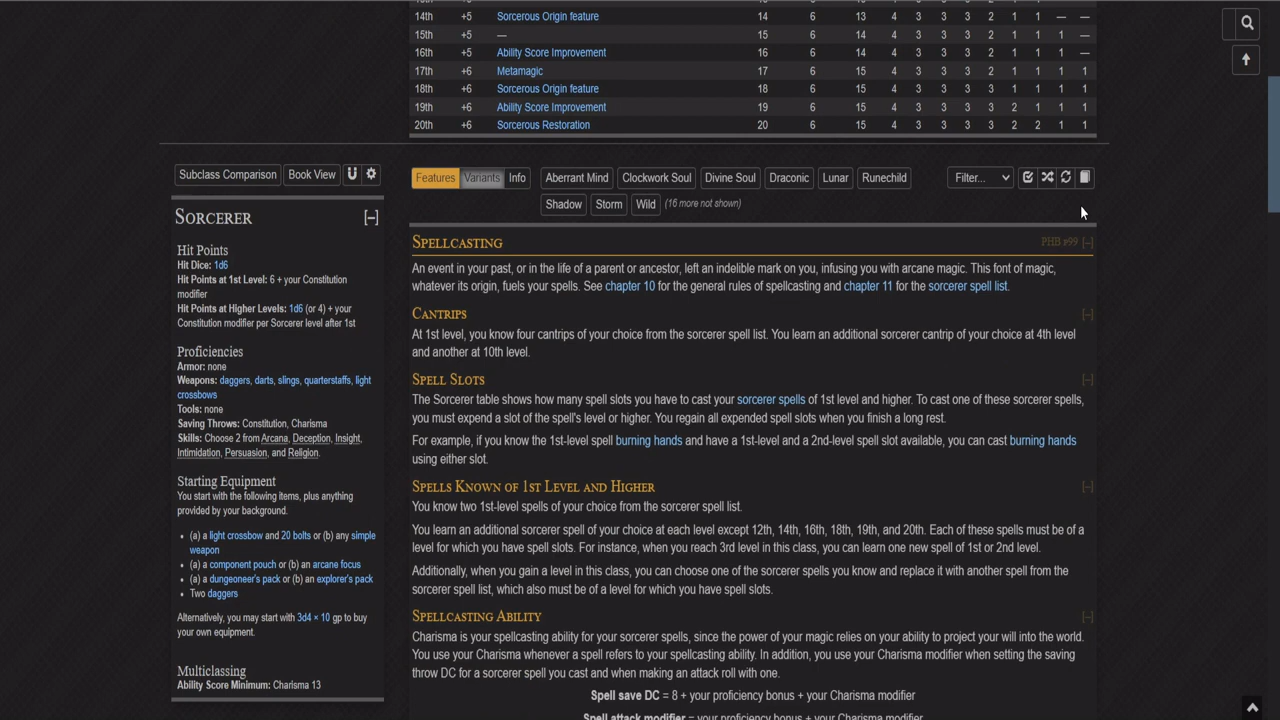 14th +5 Sorcerous Origin feature 14 6 13 4 3 3 3 2 1 1 — —
15th +5 — 15 6 14 4 3 3 3 2 1 1 1 —
16th +5 Ability Score Improvement 16 6 14 4 3 3 3 2 1 1 1 —
17th +6 Metamagic 17 6 15 4 3 3 3 2 1 1 1 1
18th +6 Sorcerous Origin feature 18 6 15 4 3 3 3 3 1 1 1 1
19th +6 Ability Score Improvement 19 6 15 4 3 3 3 3 2 1 1 1
20th +6 Sorcerous Restoration 20 6 15 4 3 3 3 3 2 2 1 1
Subclass Comparison Book View
Features Variants Info Aberrant Mind Clockwork Soul Divine Soul Draconic Lunar Runechild Filter...
Shadow Storm Wild (16 more not shown)
Sorcerer [–]
Hit Points
Hit Dice: 1d6
Hit Points at 1st Level: 6 + your Constitution
modifier
Hit Points at Higher Levels: 1d6 (or 4) + your
Constitution modifier per Sorcerer level after 1st
Proficiencies
Armor: none
Weapons: daggers, darts, slings, quarterstaffs, light
crossbows
Tools: none
Saving Throws: Constitution, Charisma
Skills: Choose 2 from Arcana, Deception, Insight,
Intimidation, Persuasion, and Religion.
Starting Equipment
You start with the following items, plus anything
provided by your background.
• (a) a light crossbow and 20 bolts or (b) any simple
weapon
• (a) a component pouch or (b) an arcane focus
• (a) a dungeoneer's pack or (b) an explorer's pack
• Two daggers
Alternatively, you may start with 3d4 × 10 gp to buy
your own equipment.
Multiclassing
Ability Score Minimum: Charisma 13
Spellcasting PHB p99 [–]
An event in your past, or in the life of a parent or ancestor, left an indelible mark on you, infusing you with arcane magic. This font of magic,
whatever its origin, fuels your spells. See chapter 10 for the general rules of spellcasting and chapter 11 for the sorcerer spell list.
Cantrips [–]
At 1st level, you know four cantrips of your choice from the sorcerer spell list. You learn an additional sorcerer cantrip of your choice at 4th level
and another at 10th level.
Spell Slots [–]
The Sorcerer table shows how many spell slots you have to cast your sorcerer spells of 1st level and higher. To cast one of these sorcerer spells,
you must expend a slot of the spell's level or higher. You regain all expended spell slots when you finish a long rest.
For example, if you know the 1st-level spell burning hands and have a 1st-level and a 2nd-level spell slot available, you can cast burning hands
using either slot.
Spells Known of 1st Level and Higher [–]
You know two 1st-level spells of your choice from the sorcerer spell list.
You learn an additional sorcerer spell of your choice at each level except 12th, 14th, 16th, 18th, 19th, and 20th. Each of these spells must be of a
level for which you have spell slots. For instance, when you reach 3rd level in this class, you can learn one new spell of 1st or 2nd level.
Additionally, when you gain a level in this class, you can choose one of the sorcerer spells you know and replace it with another spell from the
sorcerer spell list, which also must be of a level for which you have spell slots.
Spellcasting Ability [–]
Charisma is your spellcasting ability for your sorcerer spells, since the power of your magic relies on your ability to project your will into the world.
You use your Charisma whenever a spell refers to your spellcasting ability. In addition, you use your Charisma modifier when setting the saving
throw DC for a sorcerer spell you cast and when making an attack roll with one.
Spell save DC = 8 + your proficiency bonus + your Charisma modifier
Spell attack modifier = your proficiency bonus + your Charisma modifier